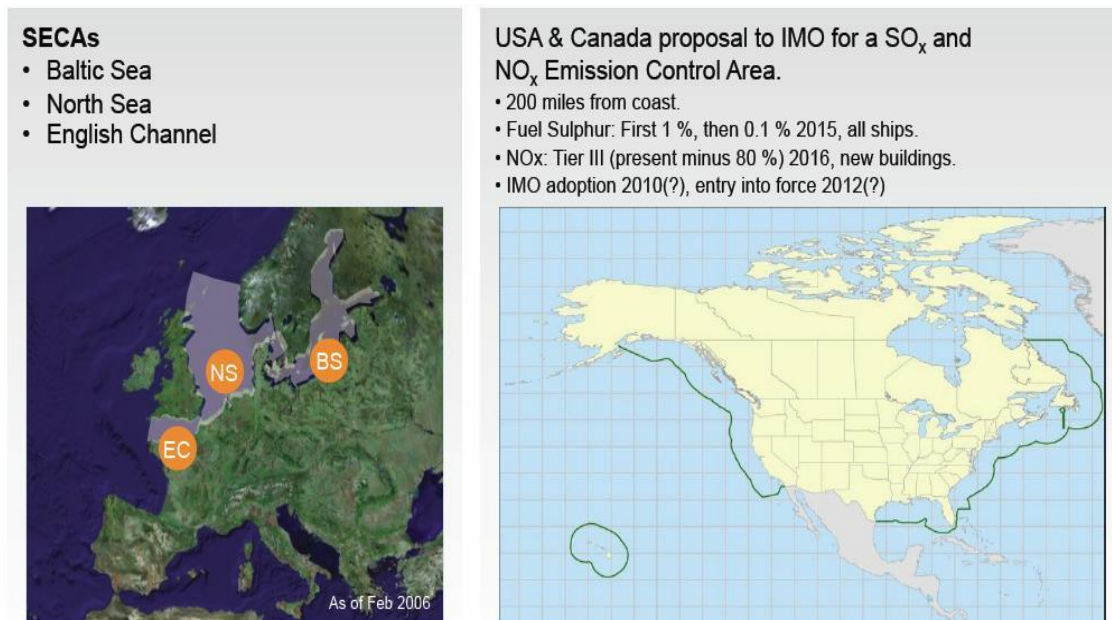 SECAs
• Baltic Sea
• North Sea
• English Channel
NS
BS
EC
As of Feb 2006
USA & Canada proposal to IMO for a SOx and
NOx Emission Control Area.
• 200 miles from coast.
• Fuel Sulphur: First 1 %, then 0.1 % 2015, all ships.
• NOx: Tier III (present minus 80 %) 2016, new buildings.
• IMO adoption 2010(?), entry into force 2012(?)